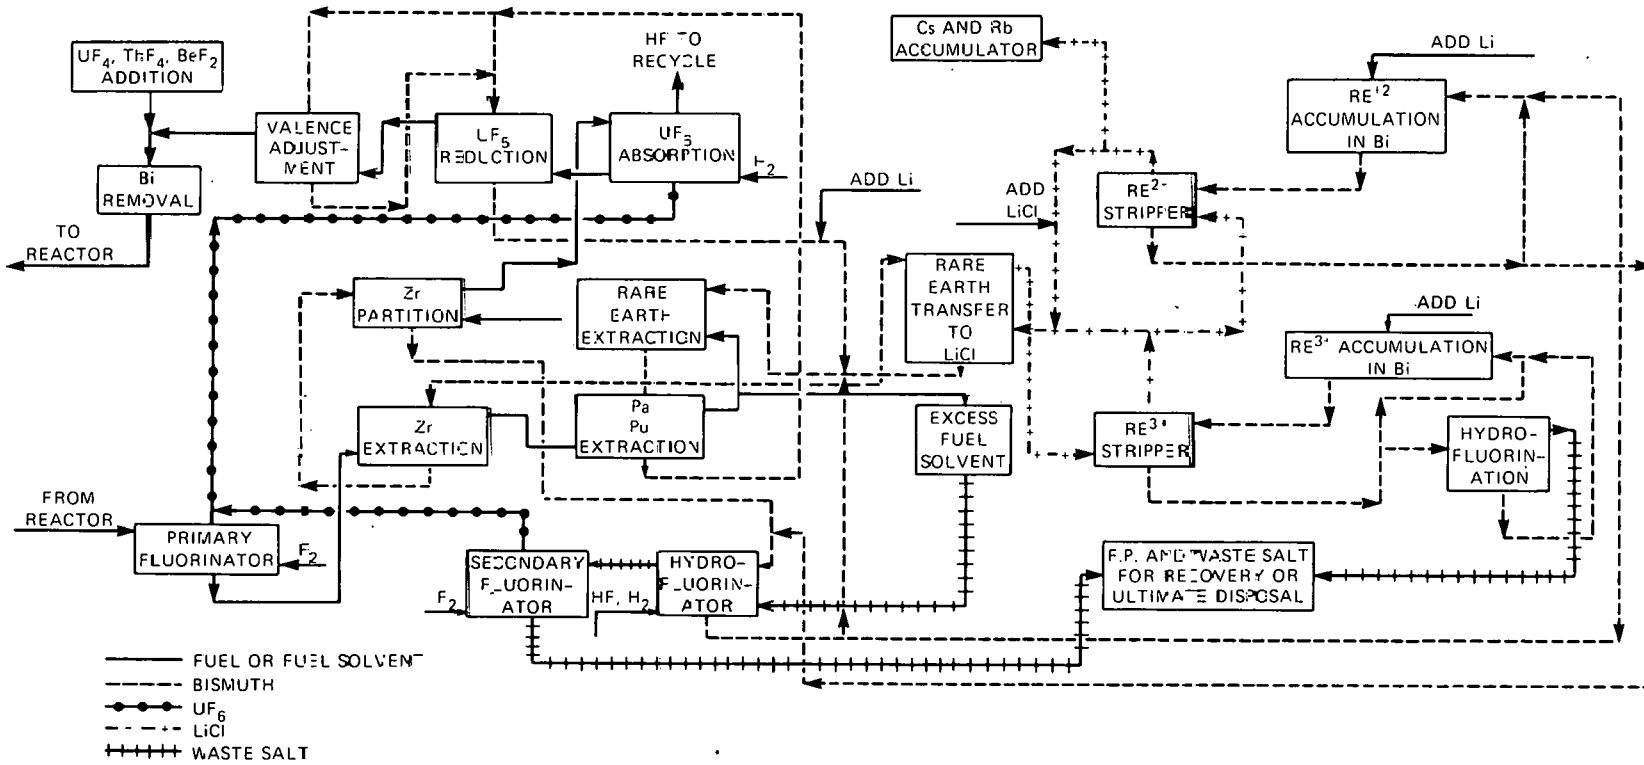 UF4, ThF4, BeF2
ADDITION
HF TO
RECYCLE
Cs AND Rb
ACCUMULATOR
ADD Li
RE+2
ACCUMULATION
IN Bi
VALENCE
ADJUST-
MENT
UF5
REDUCTION
UF5
ABSORPTION
H2
Bi
REMOVAL
ADD Li
ADD
LiCl
RE2+
STRIPPER
TO
REACTOR
Zr
PARTITION
RARE
EARTH
EXTRACTION
RARE
EARTH
TRANSFER
TO
LiCl
ADD Li
RE3+ ACCUMULATION
IN Bi
Zr
EXTRACTION
Pa
Pu
EXTRACTION
EXCESS
FUEL
SOLVENT
RE3+
STRIPPER
HYDRO-
FLUORIN-
ATION
FROM
REACTOR
PRIMARY
FLUORINATOR
F2
SECONDARY
FLUORIN-
ATOR
F2
HF, H2
HYDRO-
FLUORIN-
ATOR
F.P. AND WASTE SALT
FOR RECOVERY OR
ULTIMATE DISPOSAL
FUEL OR FUEL SOLVENT
BISMUTH
UF6
LiCl
WASTE SALT